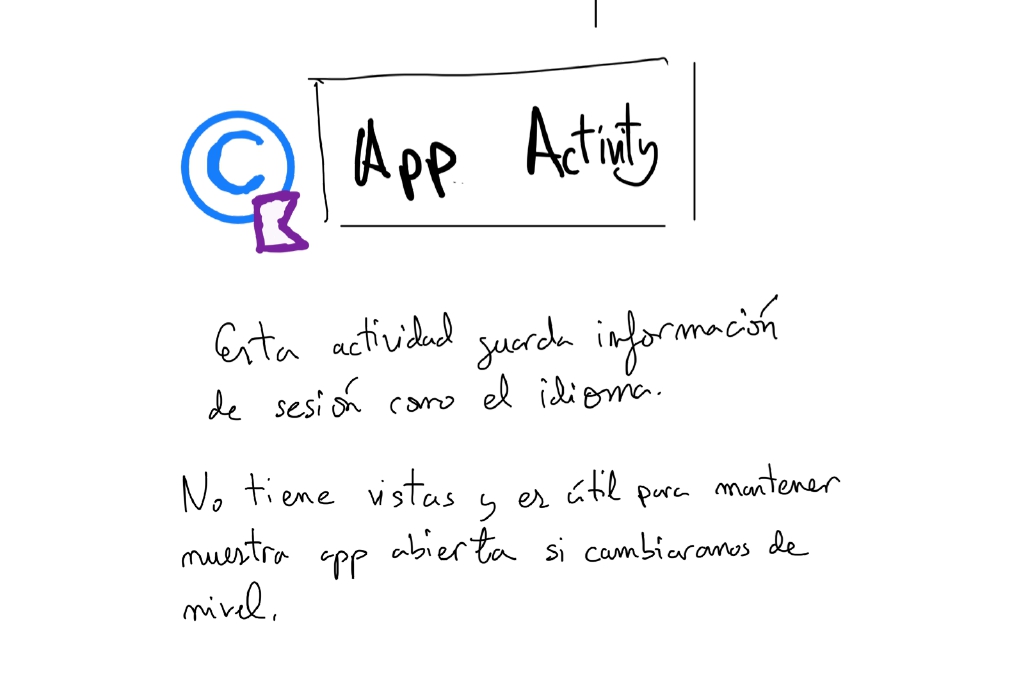 C
App Activity
Esta actividad guarda información
de sesión como el idioma.
No tiene vistas y es útil para mantener
nuestra app abierta si cambiaramos de
nivel.